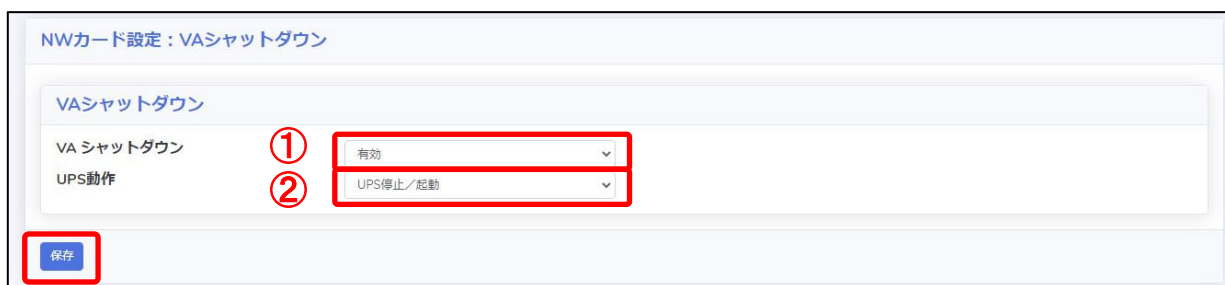 NWカード設定：VAシャットダウン
VAシャットダウン
VA シャットダウン ① 有効
UPS動作 ② UPS停止／起動
保存